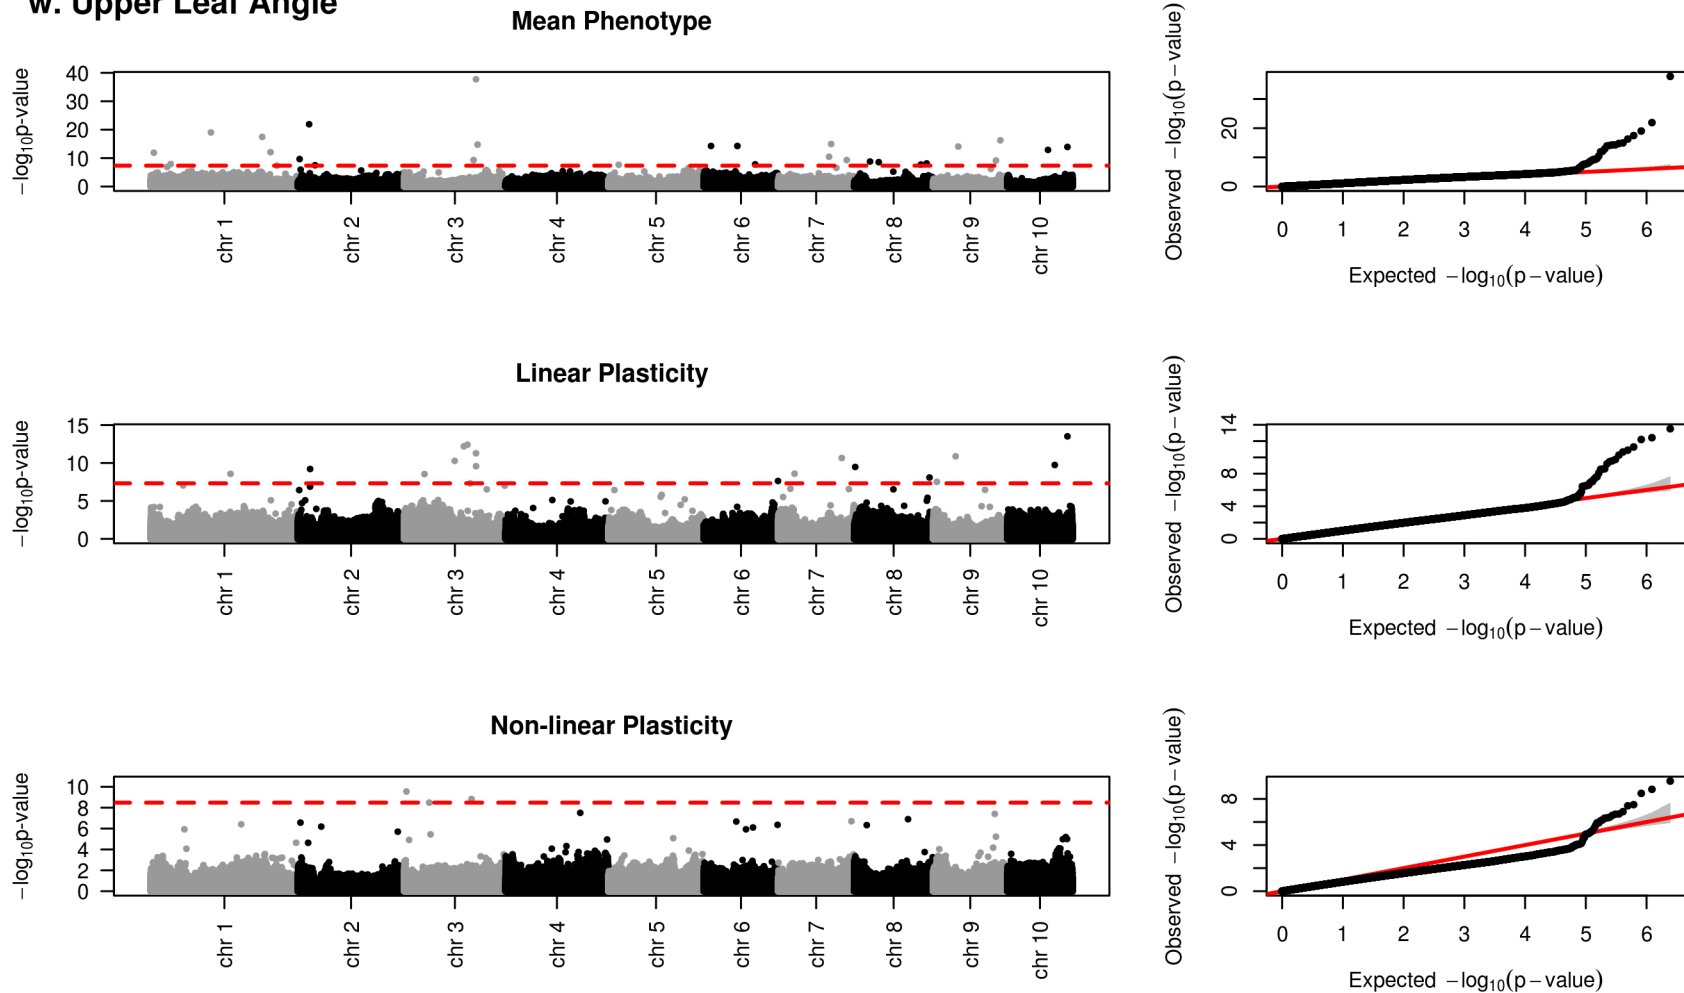 w. Upper Leaf Angle
Mean Phenotype
−log10p-value
40
30
20
10
0
chr 1
chr 2
chr 3
chr 4
chr 5
chr 6
chr 7
chr 8
chr 9
chr 10
Observed −log10(p−value)
20
0
0 1 2 3 4 5 6
Expected −log10(p−value)
Linear Plasticity
−log10p-value
15
10
5
0
chr 1
chr 2
chr 3
chr 4
chr 5
chr 6
chr 7
chr 8
chr 9
chr 10
Observed −log10(p−value)
14
8
4
0
0 1 2 3 4 5 6
Expected −log10(p−value)
Non-linear Plasticity
−log10p-value
10
8
6
4
2
0
chr 1
chr 2
chr 3
chr 4
chr 5
chr 6
chr 7
chr 8
chr 9
chr 10
Observed −log10(p−value)
8
4
0
0 1 2 3 4 5 6
Expected −log10(p−value)